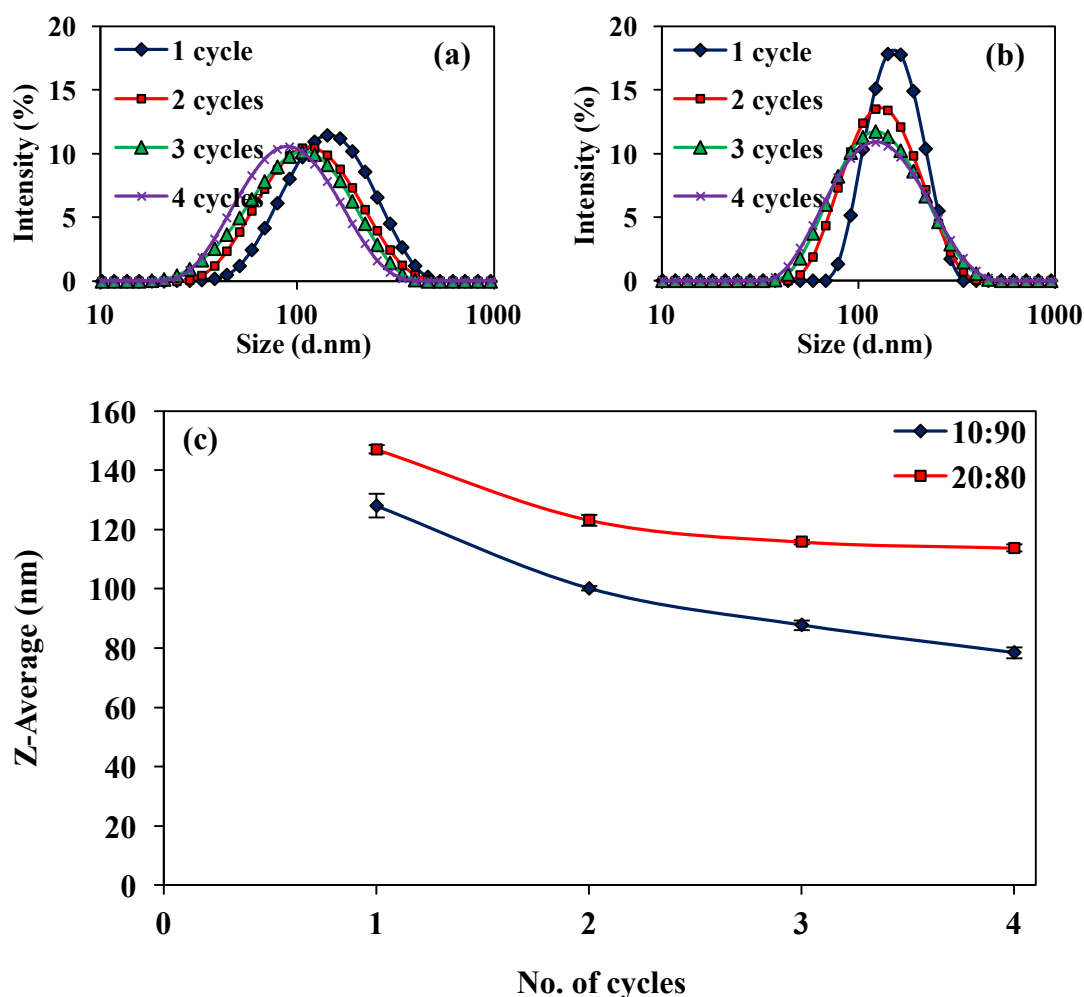 20
15
10
5
0
Intensity (%)
1 cycle
2 cycles
3 cycles
4 cycles
(a)
10
100
1000
Size (d.nm)
20
15
10
5
0
Intensity (%)
1 cycle
2 cycles
3 cycles
4 cycles
(b)
10
100
1000
Size (d.nm)
160
140
120
100
80
60
40
20
0
Z-Average (nm)
(c)
10:90
20:80
0
1
2
3
4
No. of cycles